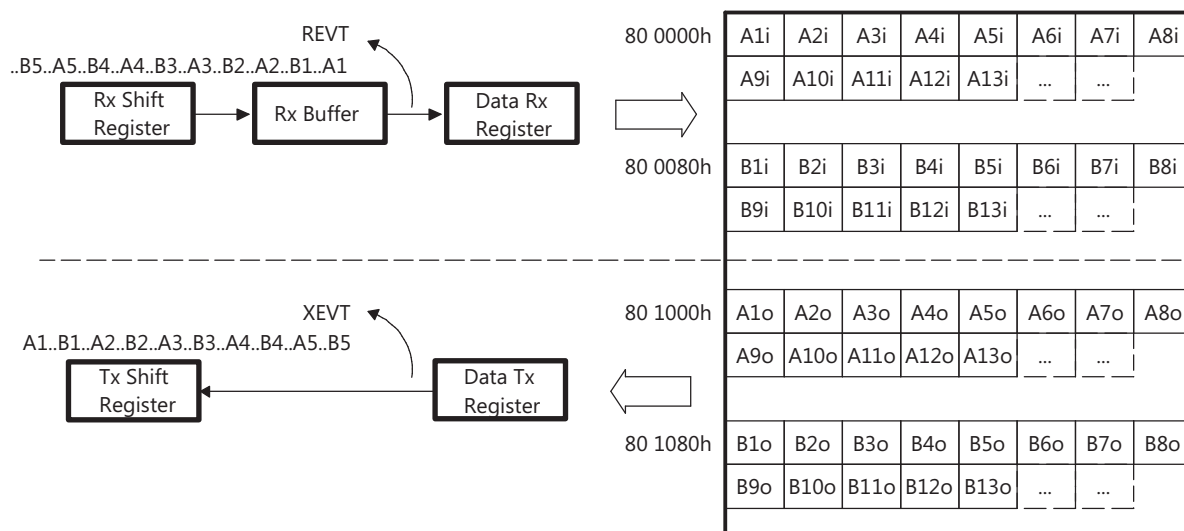 REVT
..B5..A5..B4..A4..B3..A3..B2..A2..B1..A1
Rx Shift
Register
Rx Buffer
Data Rx
Register
80 0000h
A1i A2i A3i A4i A5i A6i A7i A8i
A9i A10i A11i A12i A13i ... ...
80 0080h
B1i B2i B3i B4i B5i B6i B7i B8i
B9i B10i B11i B12i B13i ... ...
XEVT
A1..B1..A2..B2..A3..B3..A4..B4..A5..B5
Tx Shift
Register
Data Tx
Register
80 1000h
A1o A2o A3o A4o A5o A6o A7o A8o
A9o A10o A11o A12o A13o ... ...
80 1080h
B1o B2o B3o B4o B5o B6o B7o B8o
B9o B10o B11o B12o B13o ... ...